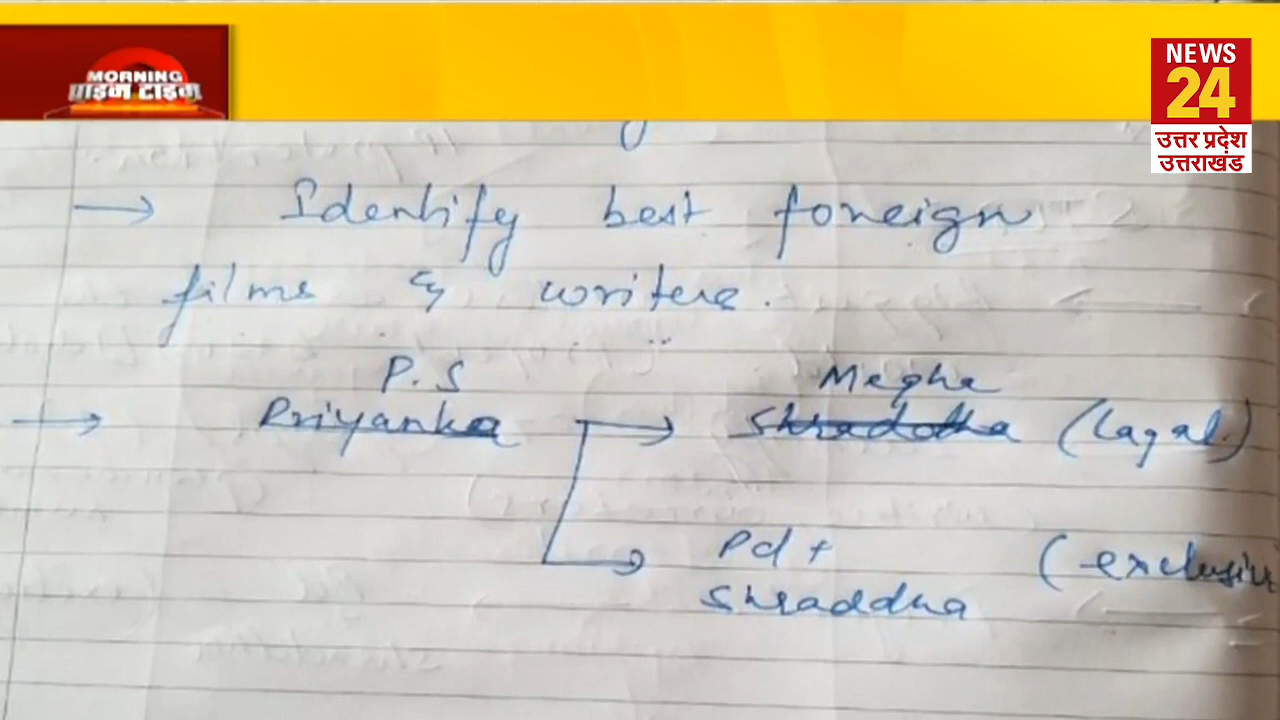 MORNING
प्राइम टाइम
NEWS
24
उत्तर प्रदेश
उत्तराखंड
→ Identify best foreign
films & writers.
P.S Megha
→ Priyanka → Shraddha (Lagal.)
Pd + (exclusiv
Shraddha